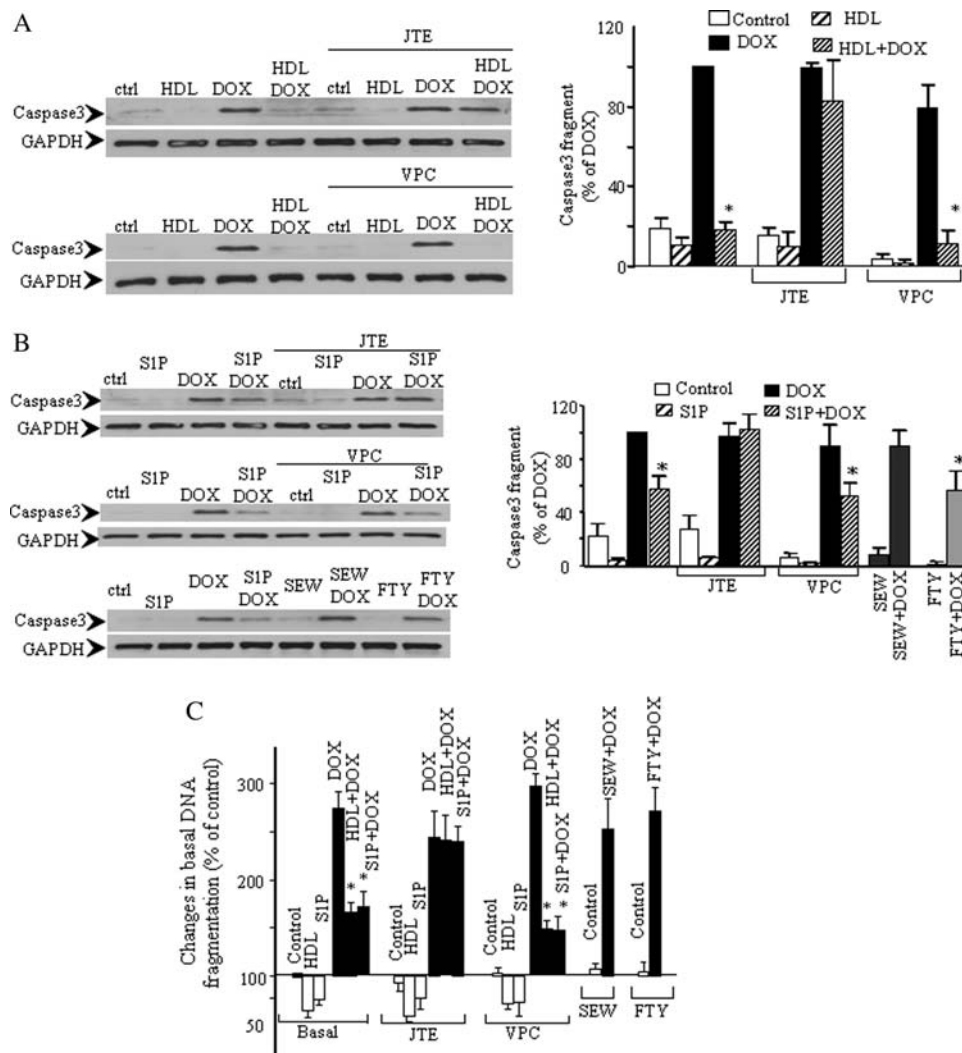 A
JTE
ctrl HDL DOX HDL DOX ctrl HDL DOX HDL DOX
Caspase3
GAPDH
VPC
ctrl HDL DOX HDL DOX ctrl HDL DOX HDL DOX
Caspase3
GAPDH
Control HDL
DOX HDL+DOX
Caspase3 fragment
(% of DOX)
120
80
40
0
* *
JTE VPC
B
JTE
ctrl S1P DOX S1P DOX ctrl S1P DOX S1P DOX
Caspase3
GAPDH
VPC
ctrl S1P DOX S1P DOX ctrl S1P DOX S1P DOX
Caspase3
GAPDH
ctrl S1P DOX S1P DOX SEW SEW DOX FTY FTY DOX
Caspase3
GAPDH
Control DOX
S1P S1P+DOX
Caspase3 fragment
(% of DOX)
120
80
40
0
* * *
JTE VPC SEW SEW+DOX FTY FTY+DOX
C
Changes in basal DNA
fragmentation (% of control)
300
200
100
50
Control HDL S1P DOX HDL+DOX S1P+DOX
* *
Control HDL S1P DOX HDL+DOX S1P+DOX
Control HDL S1P DOX HDL+DOX S1P+DOX
* *
Control SEW+DOX
Control FTY+DOX
Basal JTE VPC SEW FTY